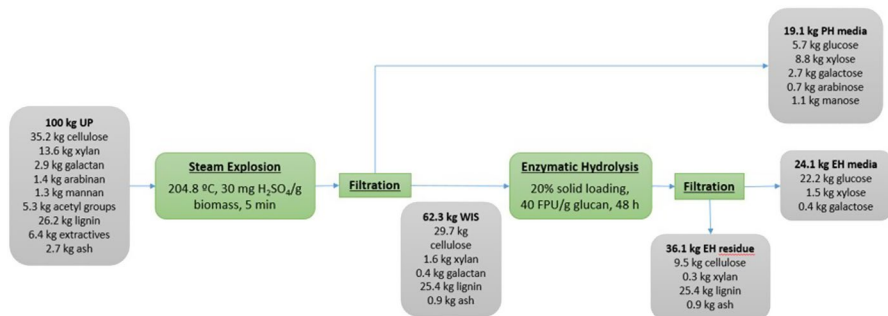 19.1 kg PH media
5.7 kg glucose
8.8 kg xylose
2.7 kg galactose
0.7 kg arabinose
1.1 kg manose
100 kg UP
35.2 kg cellulose
13.6 kg xylan
2.9 kg galactan
1.4 kg arabinan
1.3 kg mannan
5.3 kg acetyl groups
26.2 kg lignin
6.4 kg extractives
2.7 kg ash
Steam Explosion
204.8 ºC, 30 mg H₂SO₄/g
biomass, 5 min
Filtration
62.3 kg WIS
29.7 kg
cellulose
1.6 kg xylan
0.4 kg galactan
25.4 kg lignin
0.9 kg ash
Enzymatic Hydrolysis
20% solid loading,
40 FPU/g glucan, 48 h
Filtration
24.1 kg EH media
22.2 kg glucose
1.5 kg xylose
0.4 kg galactose
36.1 kg EH residue
9.5 kg cellulose
0.3 kg xylan
25.4 kg lignin
0.9 kg ash